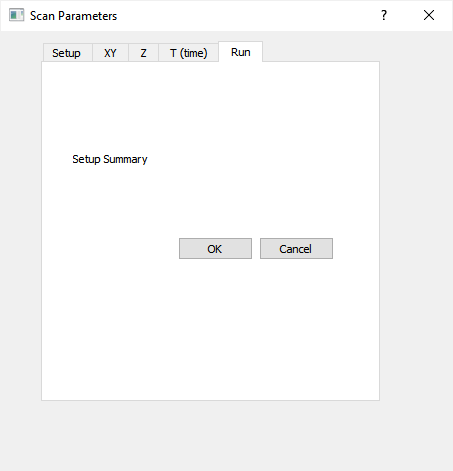 Scan Parameters ?
Setup XY Z T (time) Run
Setup Summary
OK Cancel